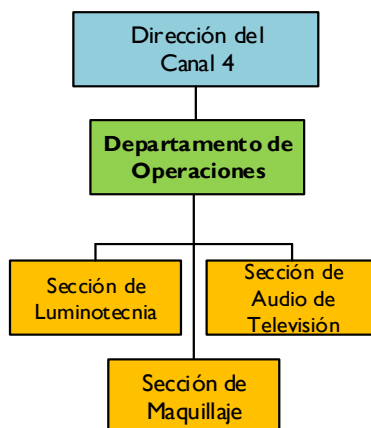 Dirección del
Canal 4
Departamento de
Operaciones
Sección de
Luminotecnia
Sección de
Audio de
Televisión
Sección de
Maquillaje